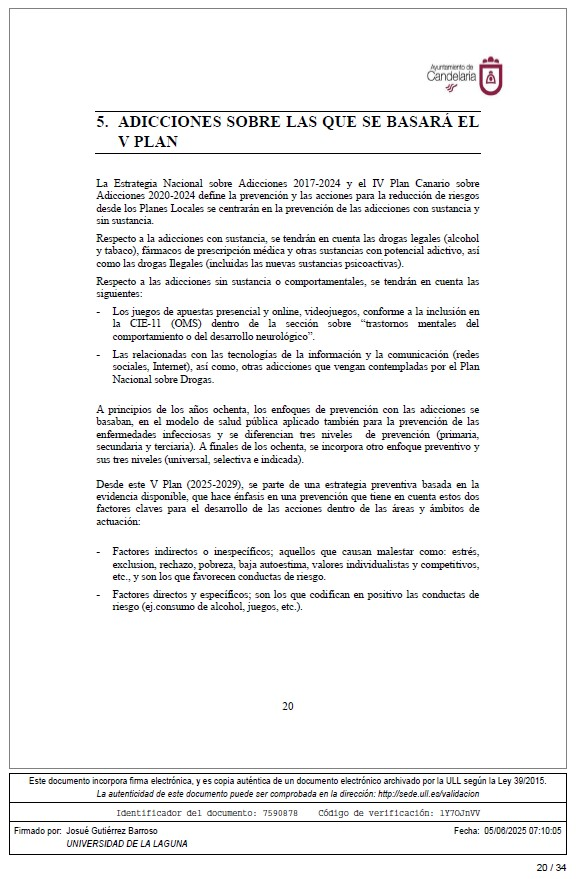 Ayuntamiento de
Candelaria
5. ADICCIONES SOBRE LAS QUE SE BASARÁ EL
V PLAN
La Estrategia Nacional sobre Adicciones 2017-2024 y el IV Plan Canario sobre
Adicciones 2020-2024 define la prevención y las acciones para la reducción de riesgos
desde los Planes Locales se centrarán en la prevención de las adicciones con sustancia y
sin sustancia.
Respecto a la adicciones con sustancia, se tendrán en cuenta las drogas legales (alcohol
y tabaco), fármacos de prescripción médica y otras sustancias con potencial adictivo, así
como las drogas Ilegales (incluidas las nuevas sustancias psicoactivas).
Respecto a las adicciones sin sustancia o comportamentales, se tendrán en cuenta las
siguientes:
- Los juegos de apuestas presencial y online, videojuegos, conforme a la inclusión en
la CIE-11 (OMS) dentro de la sección sobre “trastornos mentales del
comportamiento o del desarrollo neurológico”.
- Las relacionadas con las tecnologías de la información y la comunicación (redes
sociales, Internet), así como, otras adicciones que vengan contempladas por el Plan
Nacional sobre Drogas.
A principios de los años ochenta, los enfoques de prevención con las adicciones se
basaban, en el modelo de salud pública aplicado también para la prevención de las
enfermedades infecciosas y se diferencian tres niveles de prevención (primaria,
secundaria y terciaria). A finales de los ochenta, se incorpora otro enfoque preventivo y
sus tres niveles (universal, selectiva e indicada).
Desde este V Plan (2025-2029), se parte de una estrategia preventiva basada en la
evidencia disponible, que hace énfasis en una prevención que tiene en cuenta estos dos
factores claves para el desarrollo de las acciones dentro de las áreas y ámbitos de
actuación:
- Factores indirectos o inespecíficos; aquellos que causan malestar como: estrés,
exclusion, rechazo, pobreza, baja autoestima, valores individualistas y competitivos,
etc., y son los que favorecen conductas de riesgo.
- Factores directos y específicos; son los que codifican en positivo las conductas de
riesgo (ej.consumo de alcohol, juegos, etc.).
20
Este documento incorpora firma electrónica, y es copia auténtica de un documento electrónico archivado por la ULL según la Ley 39/2015.
La autenticidad de este documento puede ser comprobada en la dirección: http://sede.ull.es/validacion
Identificador del documento: 7590878 Código de verificación: 1Y7OJnVV
Firmado por: Josué Gutiérrez Barroso Fecha: 05/06/2025 07:10:05
UNIVERSIDAD DE LA LAGUNA
20 / 34